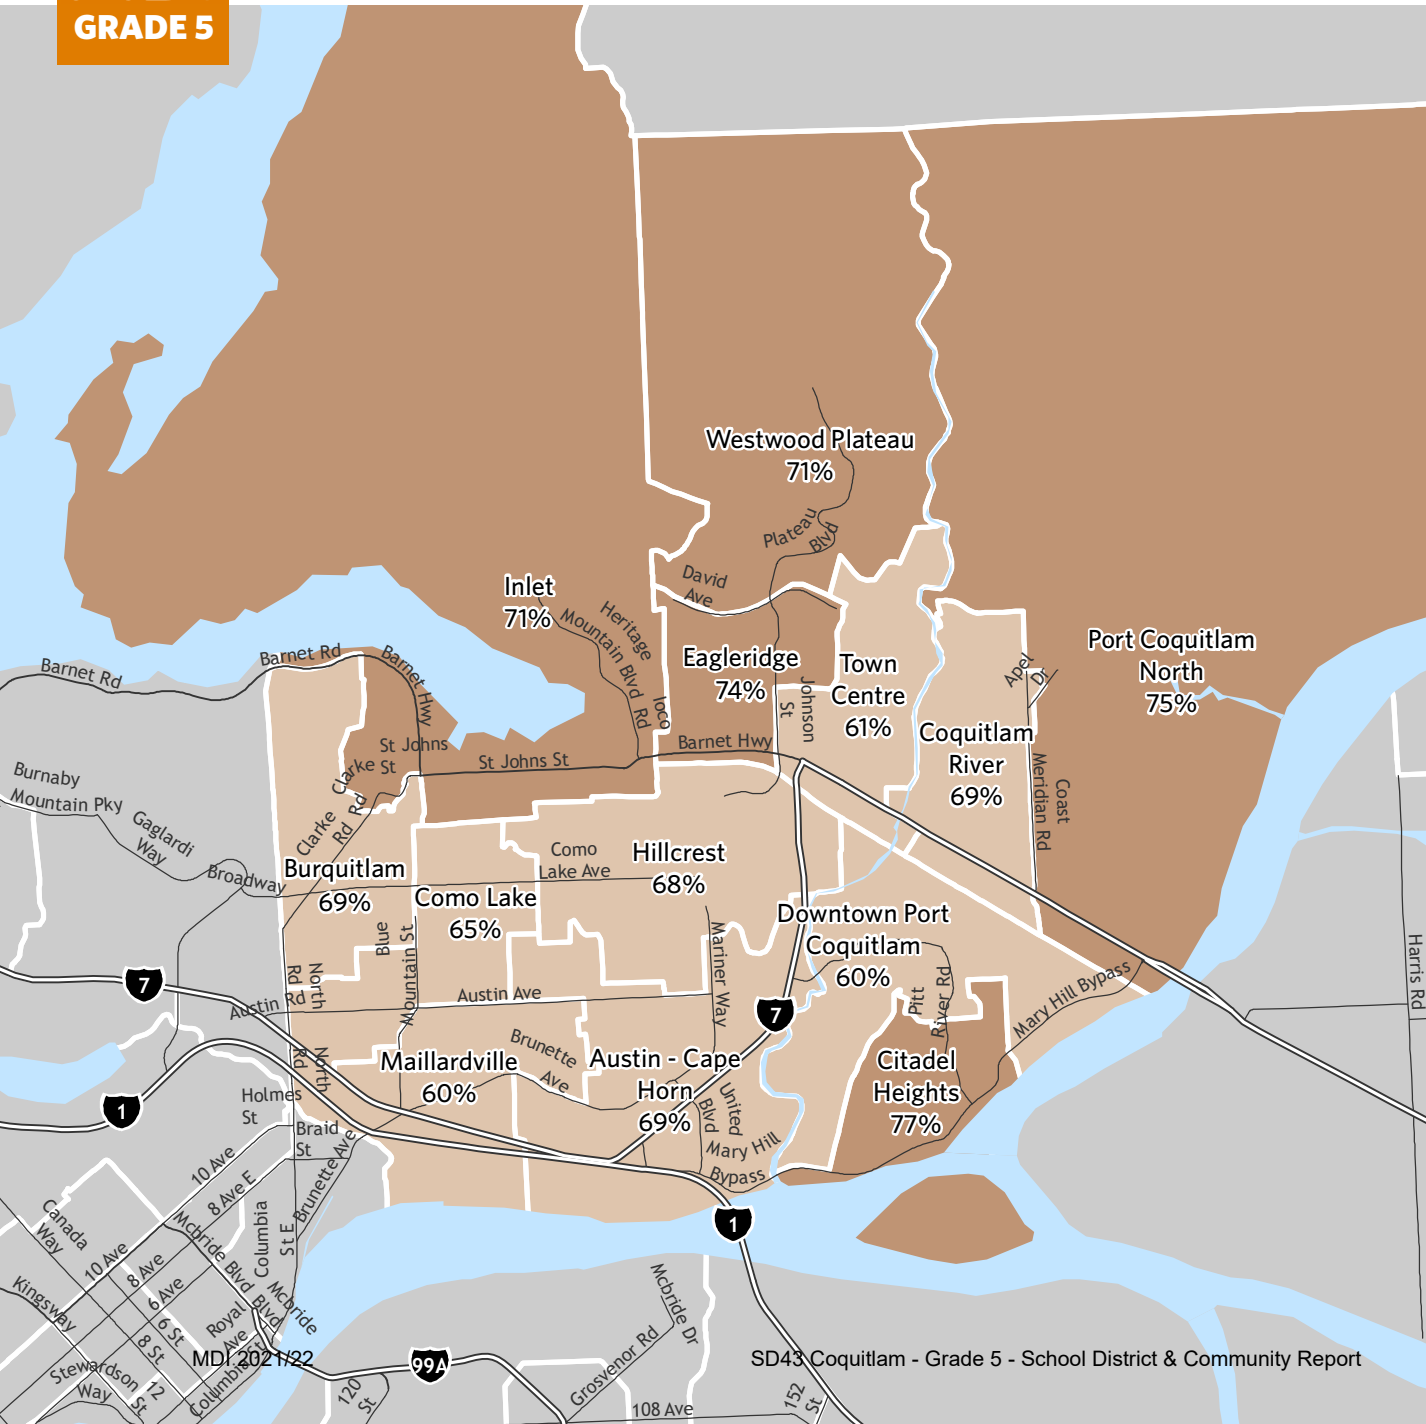 GRADE 5
Westwood Plateau
71%
Plateau
Blvd
David
Ave
Inlet
71%
Heritage
Mountain Blvd
Ioco
Rd
Eagleridge
74%
Town
Centre
61%
Johnson
St
Port Coquitlam
North
75%
Apel
Dr
Coquitlam
River
69%
Coast
Meridian Rd
Barnet Rd
Barnet Rd
Barnet Hwy
Barnet Hwy
St Johns
St
St Johns St
Clarke
Rd
Clarke
Rd
Burnaby
Mountain Pky
Gaglardi
Way
Broadway
Burquitlam
69%
Como
Lake Ave
Hillcrest
68%
Como Lake
65%
Blue
Mountain St
Mariner Way
Downtown Port
Coquitlam
60%
North
Rd
7
Austin Rd
Austin Ave
7
Pitt
River Rd
Mary Hill Bypass
Harris Rd
Maillardville
60%
Brunette
Ave
Austin - Cape
Horn
69%
Citadel
Heights
77%
North
Rd
1
Holmes
St
Braid
St
United
Blvd
Mary Hill
Bypass
10 Ave
8 Ave E
Brunette Ave
Columbia
St E
1
Canada
Way
Mcbride Blvd
10 Ave
8 Ave
6 Ave
Kingsway
6 St
8 St
Royal
Ave
Mcbride
Blvd
Mcbride Dr
Grosvenor Rd
Stewardson
Way
12
St
Columbia St
99A
120
St
108 Ave
152
St
MDI 2021/22
SD43 Coquitlam - Grade 5 - School District & Community Report